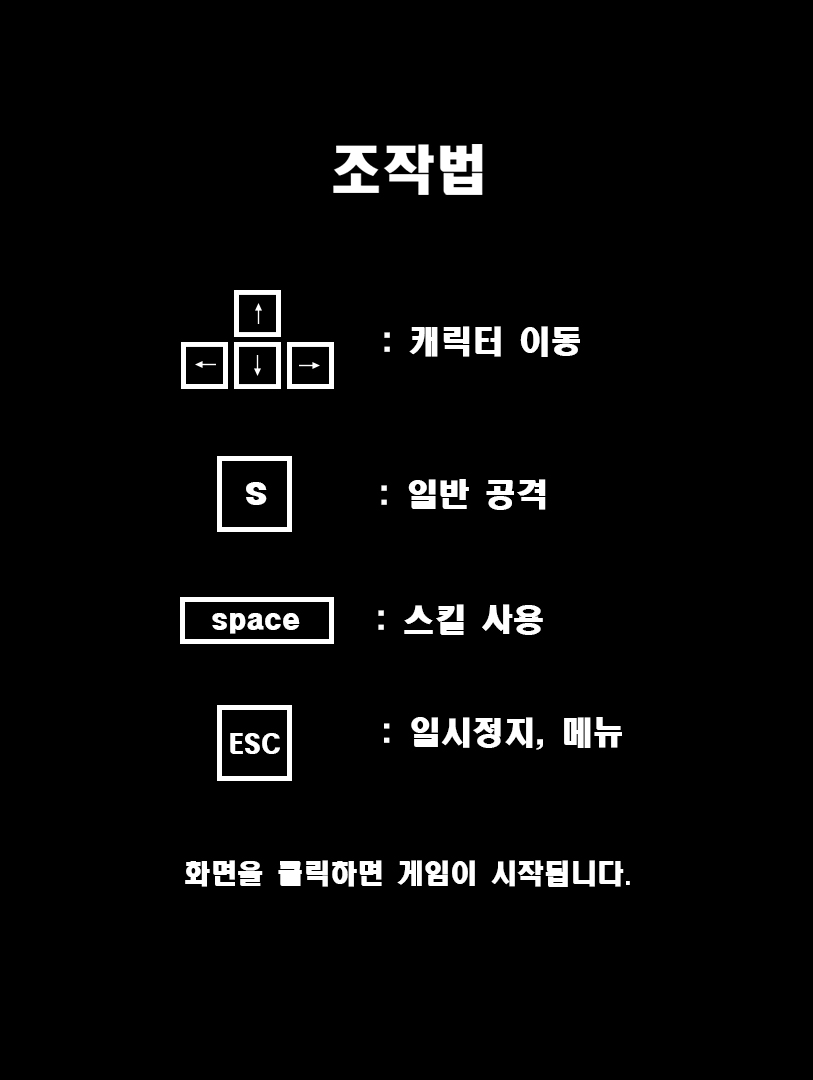 조작법
↑
← ↓ → : 캐릭터 이동
S : 일반 공격
space : 스킬 사용
ESC : 일시정지, 메뉴
화면을 클릭하면 게임이 시작됩니다.